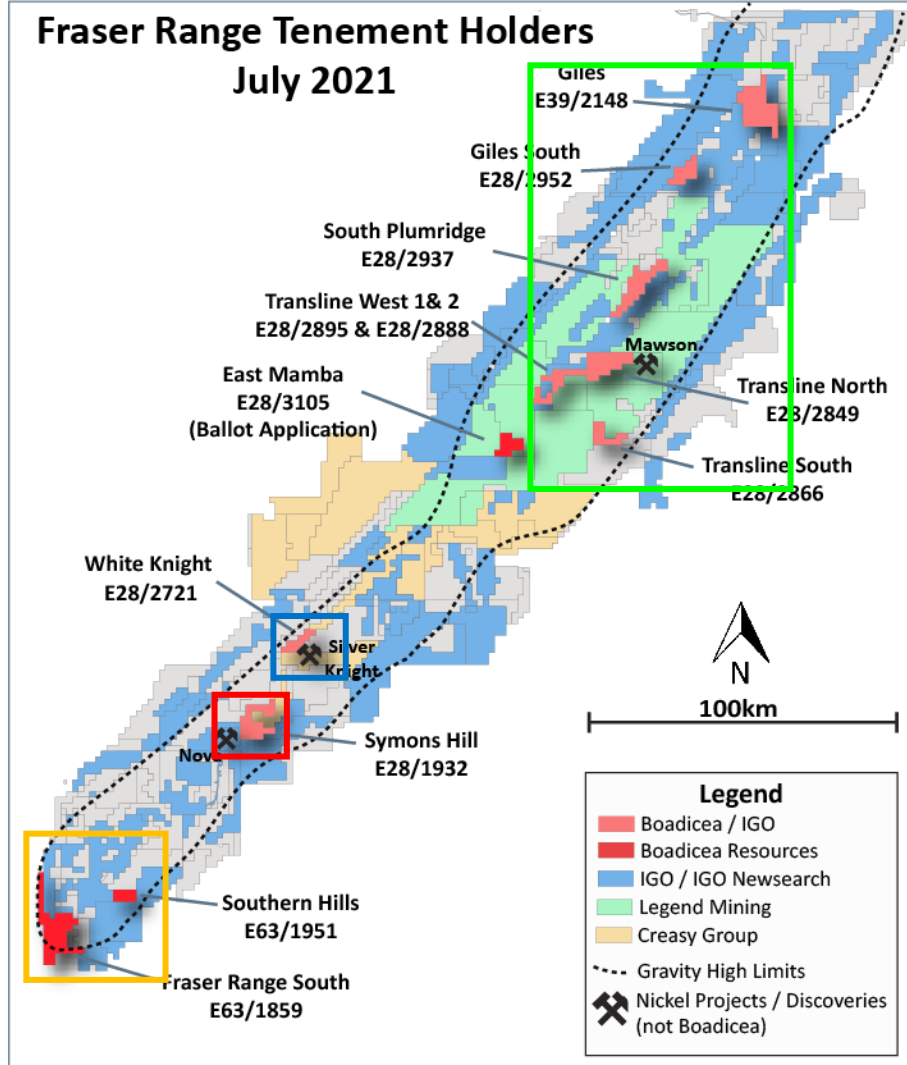 Fraser Range Tenement Holders
July 2021
Giles
E39/2148
Giles South
E28/2952
South Plumridge
E28/2937
Transline West 1& 2
E28/2895 & E28/2888
Mawson
East Mamba
E28/3105
(Ballot Application)
Transline North
E28/2849
Transline South
E28/2866
White Knight
E28/2721
Silver
Knight
N
100km
Symons Hill
E28/1932
Nova
Legend
Boadicea / IGO
Boadicea Resources
IGO / IGO Newsearch
Legend Mining
Creasy Group
Gravity High Limits
Nickel Projects / Discoveries
(not Boadicea)
Southern Hills
E63/1951
Fraser Range South
E63/1859